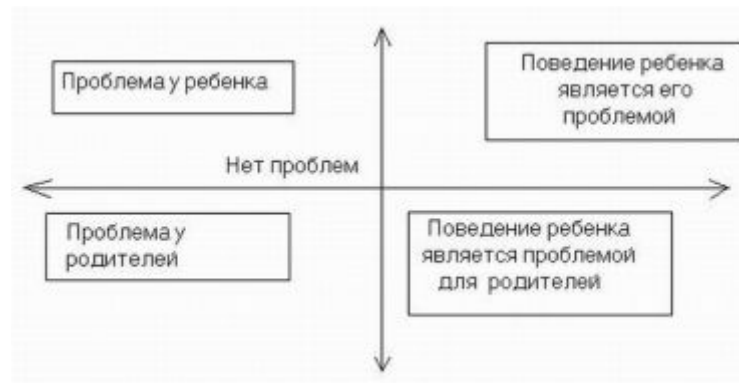 Проблема у ребенка
Поведение ребенка
является его
проблемой
Нет проблем
Проблема у
родителей
Поведение ребенка
является проблемой
для родителей